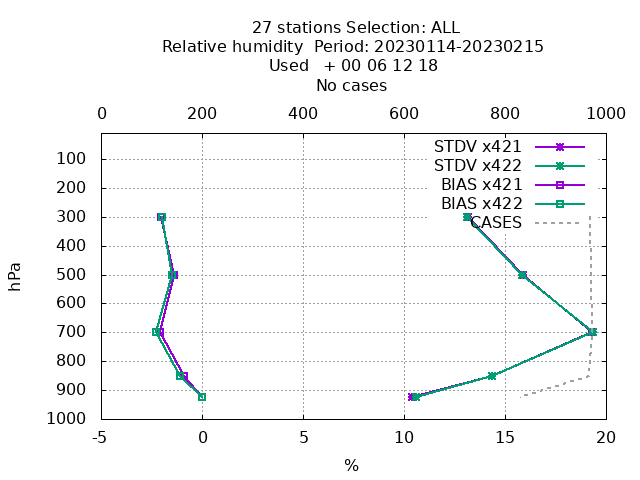 27 stations Selection: ALL
Relative humidity  Period: 20230114-20230215
Used   + 00 06 12 18
No cases
0 200 400 600 800 1000
STDV x421
STDV x422
BIAS x421
BIAS x422
CASES
100
200
300
400
500
600
700
800
900
1000
hPa
-5 0 5 10 15 20
%